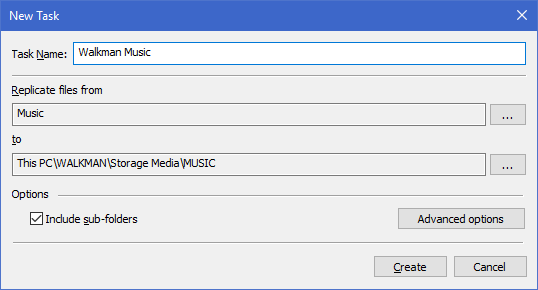 New Task
Task Name: Walkman Music
Replicate files from
Music ...
to
This PC\WALKMAN\Storage Media\MUSIC ...
Options
Include sub-folders Advanced options
Create Cancel